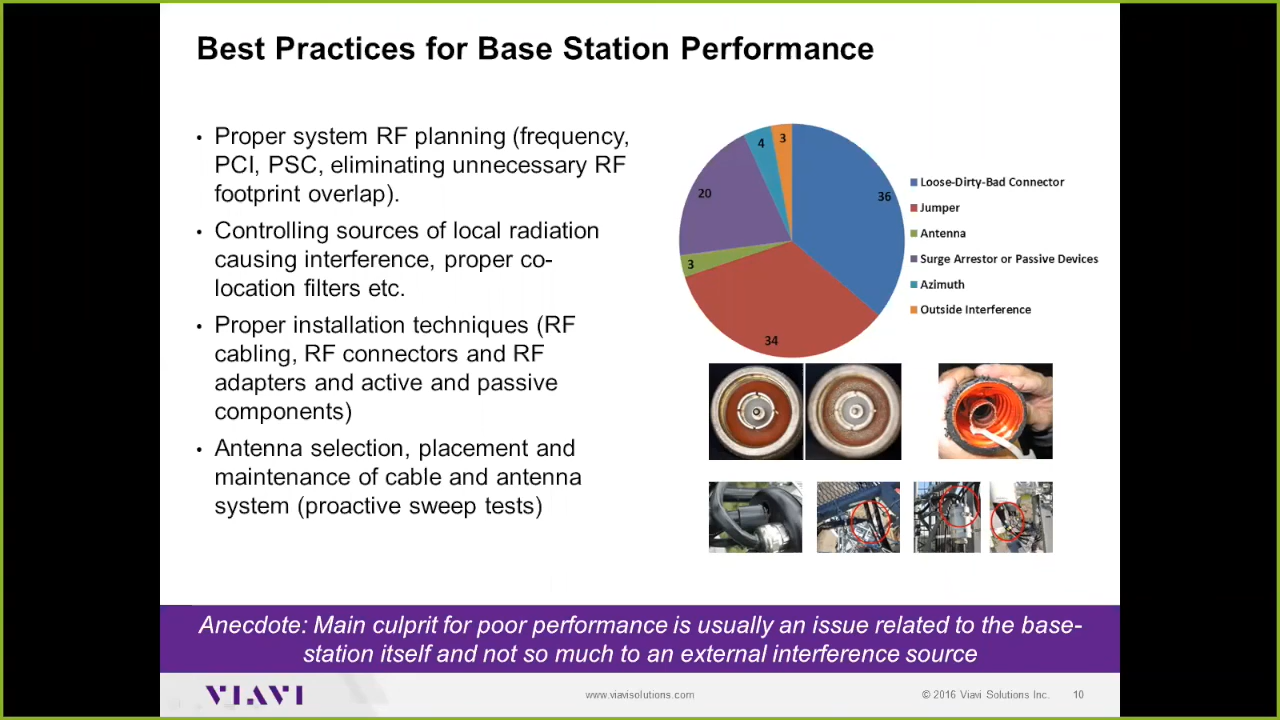 Best Practices for Base Station Performance
• Proper system RF planning (frequency,
PCI, PSC, eliminating unnecessary RF
footprint overlap).
• Controlling sources of local radiation
causing interference, proper co-
location filters etc.
• Proper installation techniques (RF
cabling, RF connectors and RF
adapters and active and passive
components)
• Antenna selection, placement and
maintenance of cable and antenna
system (proactive sweep tests)
36
34
3
20
4
3
Loose-Dirty-Bad Connector
Jumper
Antenna
Surge Arrestor or Passive Devices
Azimuth
Outside Interference
Anecdote: Main culprit for poor performance is usually an issue related to the base-
station itself and not so much to an external interference source
VIAVI
www.viavisolutions.com
© 2016 Viavi Solutions Inc.
10